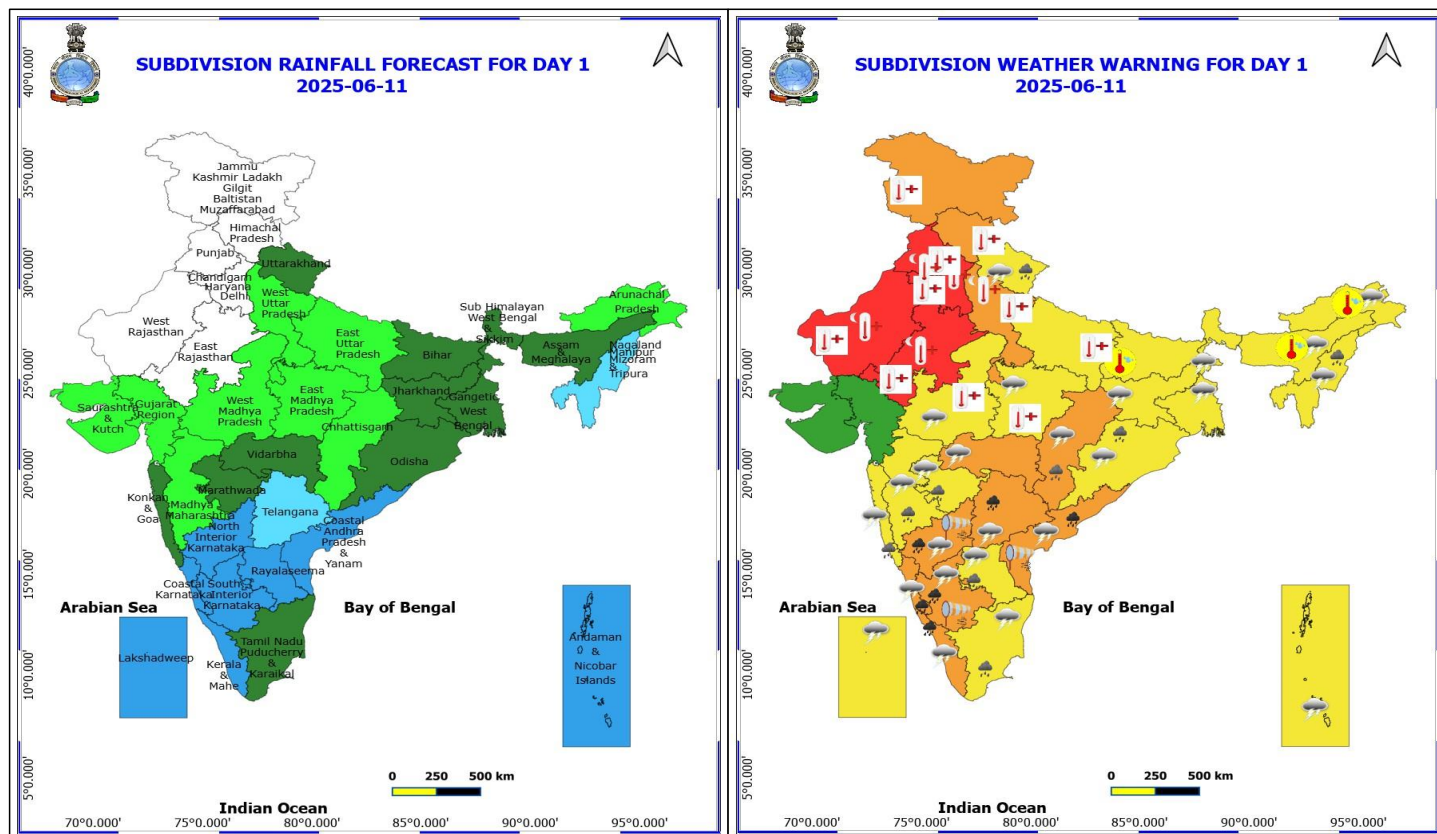 SUBDIVISION RAINFALL FORECAST FOR DAY 1
2025-06-11
40°0.000'
35°0.000'
30°0.000'
25°0.000'
20°0.000'
15°0.000'
10°0.000'
5°0.000'
Jammu
Kashmir Ladakh
Gilgit
Baltistan
Muzaffarabad
Himachal
Pradesh
Punjab
Uttarakhand
Chandigarh
Haryana
Delhi
West
Uttar
Pradesh
West
Rajasthan
East
Rajasthan
East
Uttar
Pradesh
Sub Himalayan
West Bengal
&
Sikkim
Arunachal
Pradesh
Assam
&
Meghalaya
Nagaland
Manipur
Mizoram
&
Tripura
Bihar
Jharkhand
Gangetic
West
Bengal
Saurashtra
&
Kutch
Gujarat
Region
West
Madhya
Pradesh
East
Madhya
Pradesh
Chhattisgarh
Vidarbha
Odisha
Konkan
&
Goa
Marathwada
Madhya
Maharashtra
Telangana
North
Interior
Karnataka
Coastal
Andhra
Pradesh
&
Yanam
Rayalaseema
Coastal
Karnataka
South
Interior
Karnataka
Arabian Sea
Bay of Bengal
Lakshadweep
Tamil Nadu
Puducherry
&
Karaikal
Kerala
&
Mahe
Andaman
&
Nicobar
Islands
0 250 500 km
Indian Ocean
70°0.000' 75°0.000' 80°0.000' 85°0.000' 90°0.000' 95°0.000'
SUBDIVISION WEATHER WARNING FOR DAY 1
2025-06-11
40°0.000'
35°0.000'
30°0.000'
25°0.000'
20°0.000'
15°0.000'
10°0.000'
5°0.000'
Arabian Sea
Bay of Bengal
0 250 500 km
Indian Ocean
70°0.000' 75°0.000' 80°0.000' 85°0.000' 90°0.000' 95°0.000'